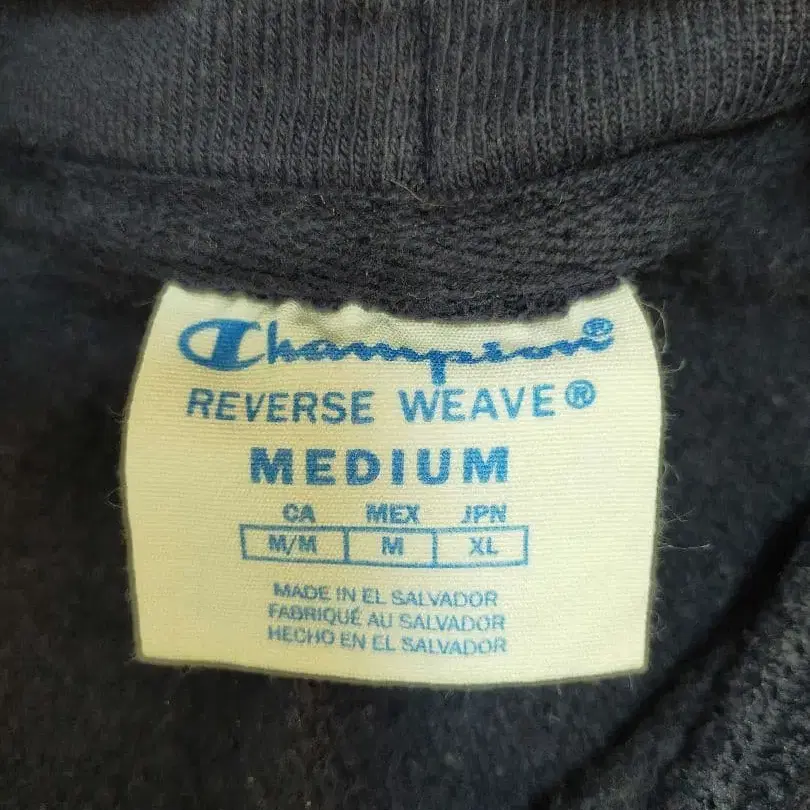 Champion®
REVERSE WEAVE®
MEDIUM
CA MEX JPN
M/M M XL
MADE IN EL SALVADOR
FABRIQUÉ AU SALVADOR
HECHO EN EL SALVADOR